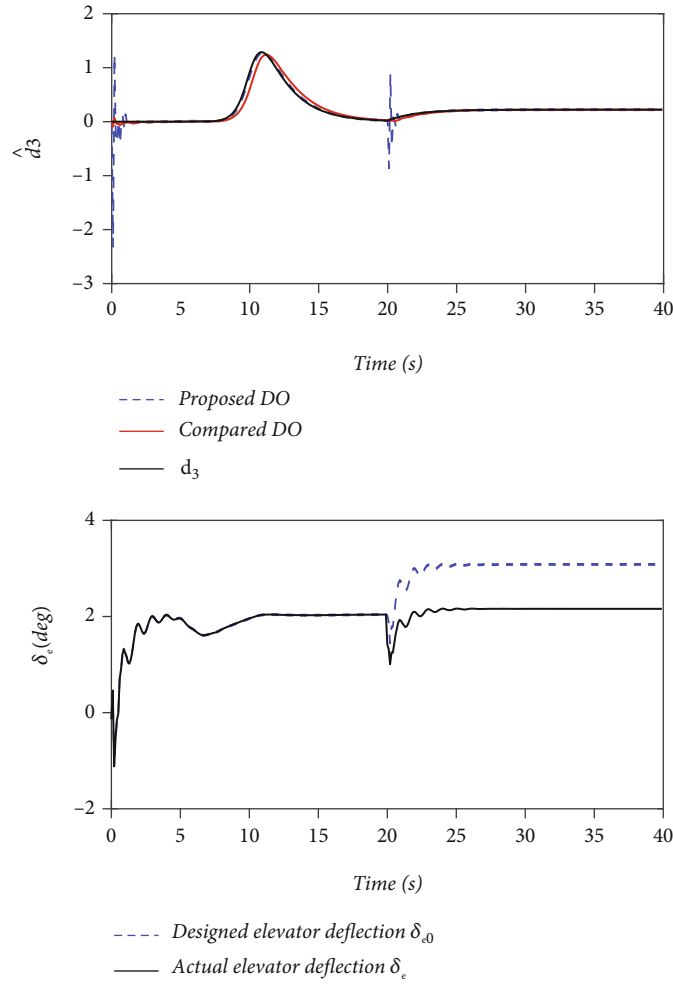 2
1
0
−1
−2
−3
d̂3
0 5 10 15 20 25 30 35 40
Time (s)
Proposed DO
Compared DO
d₃
4
2
0
−2
δₑ(deg)
0 5 10 15 20 25 30 35 40
Time (s)
Designed elevator deflection δₑ₀
Actual elevator deflection δₑ